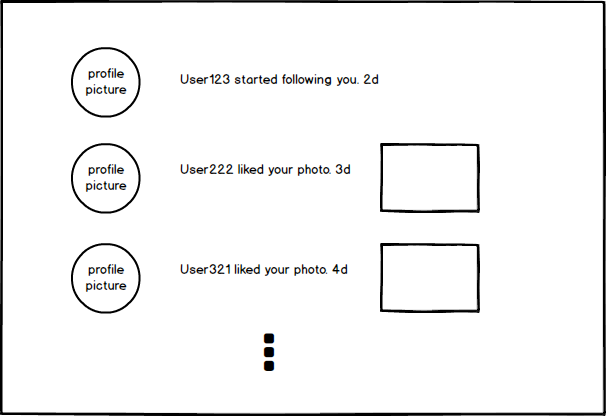 profile
picture
User123 started following you. 2d
profile
picture
User222 liked your photo. 3d
profile
picture
User321 liked your photo. 4d